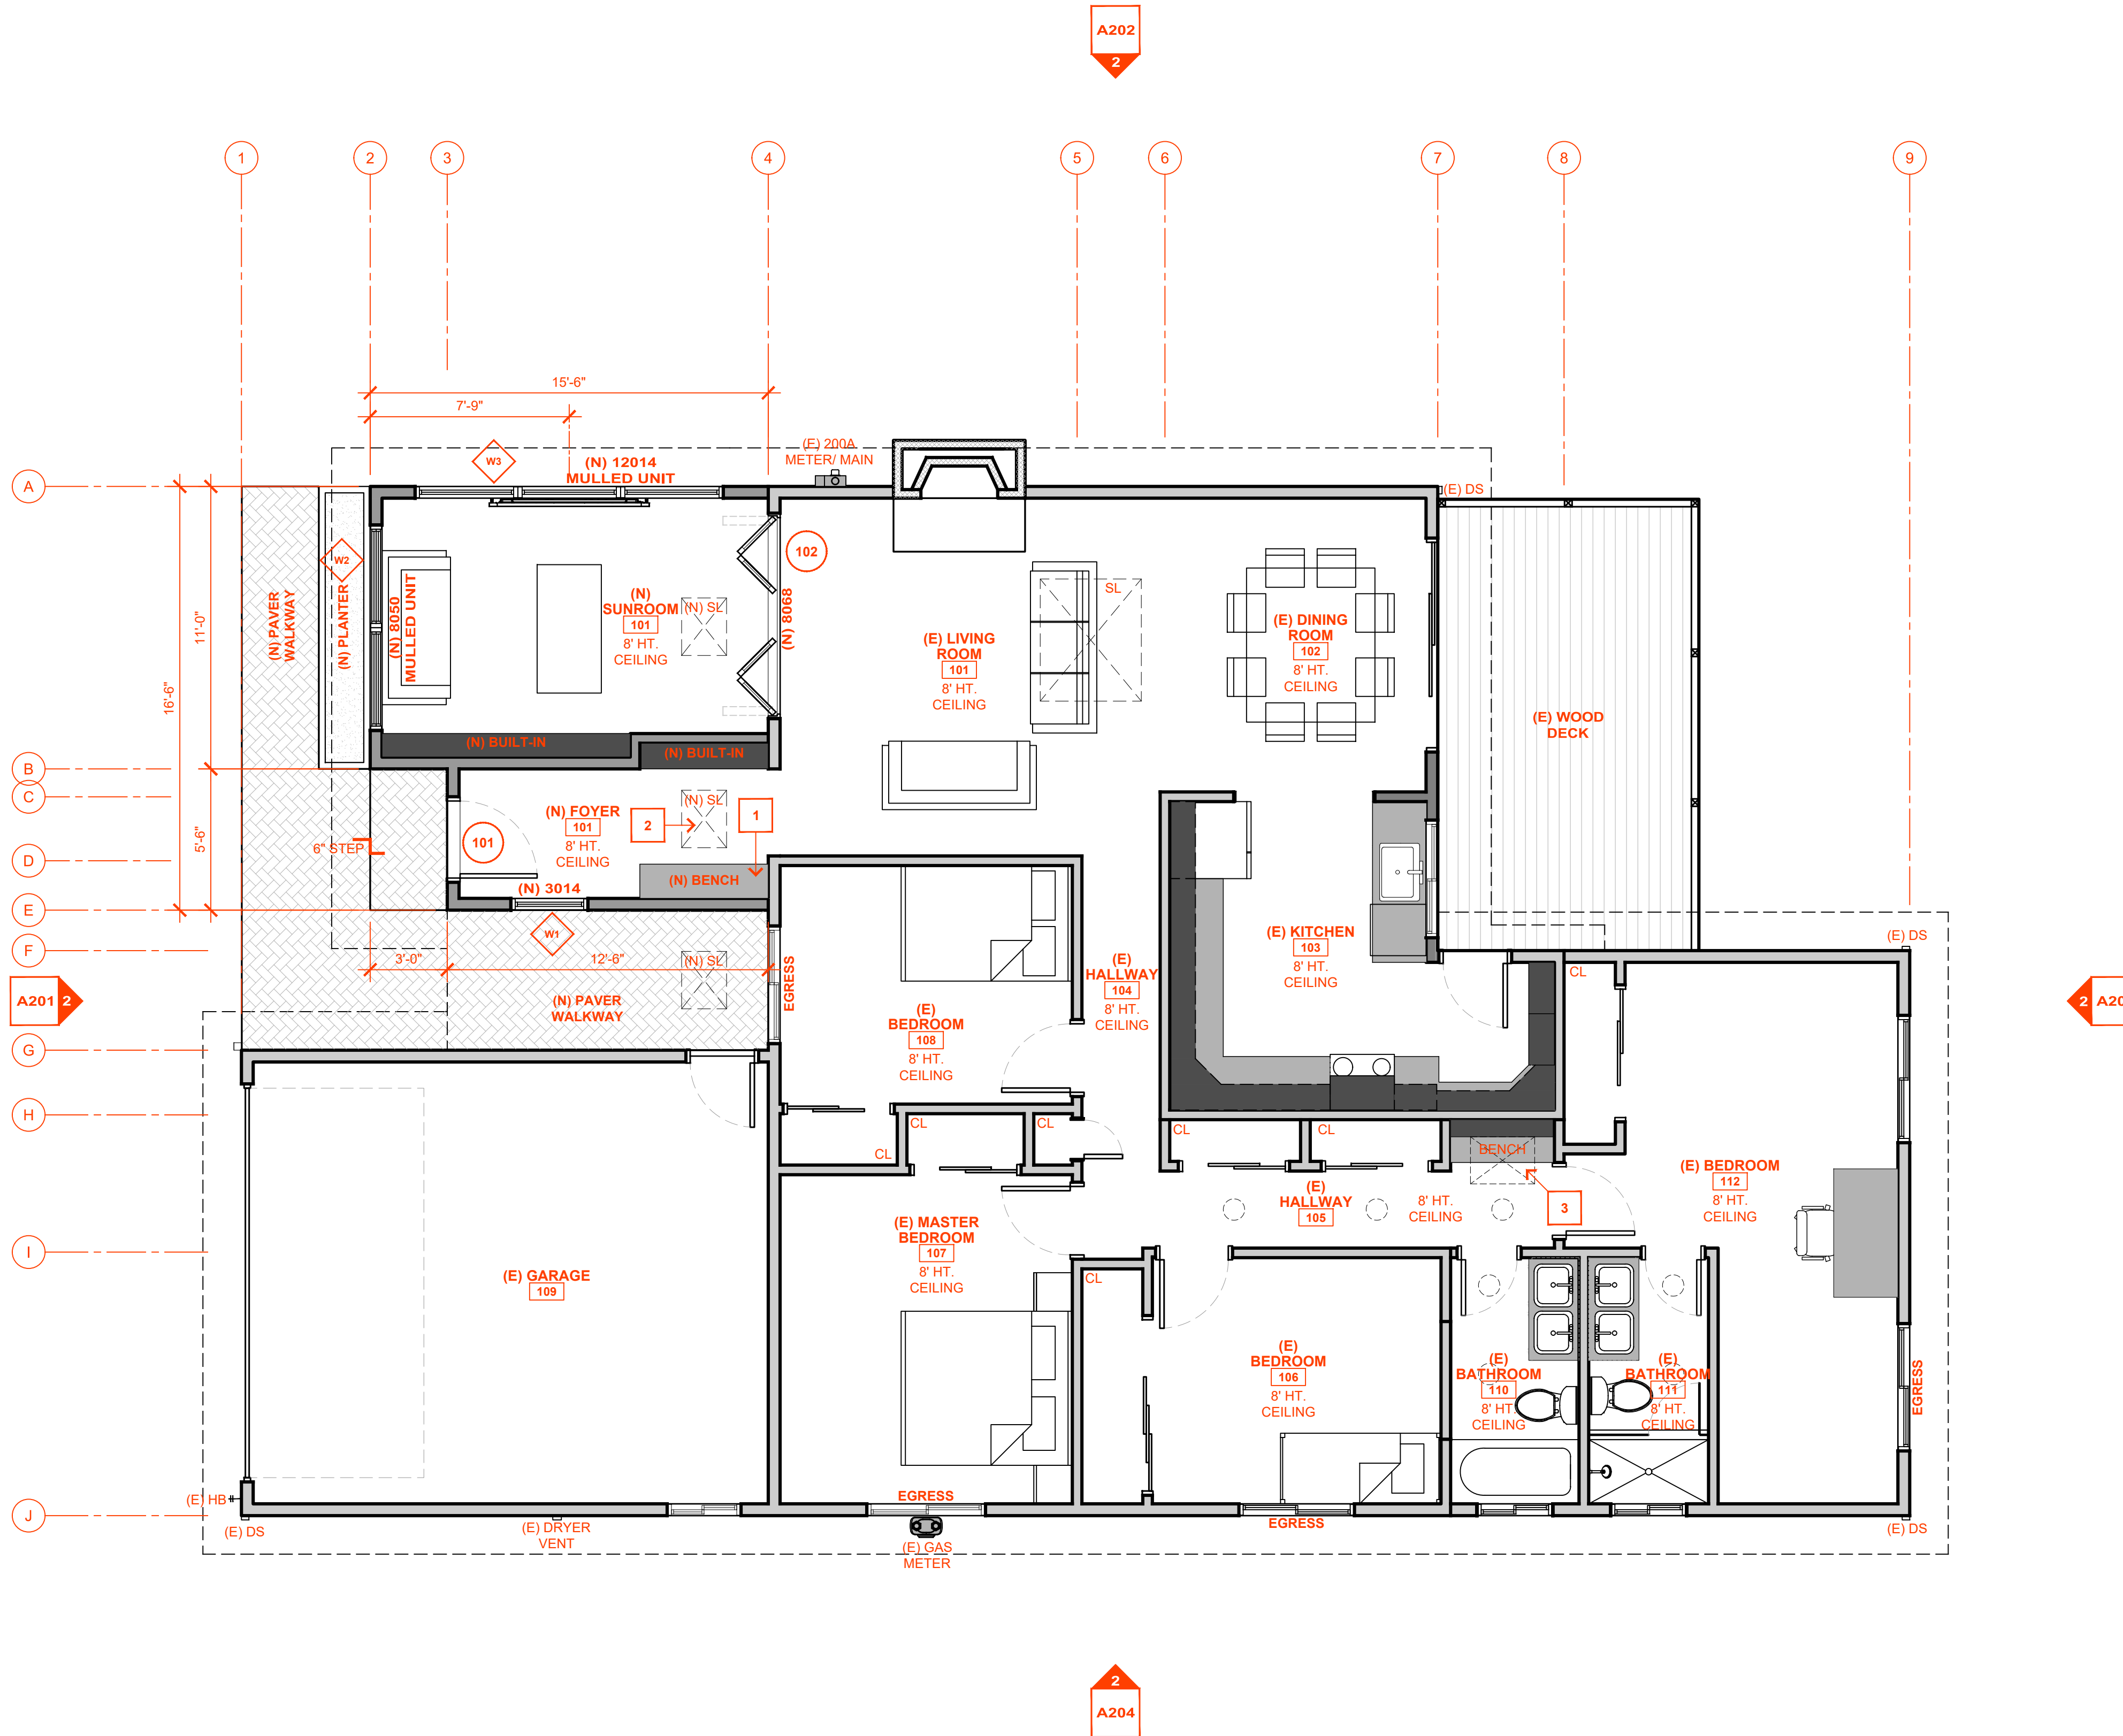 A202
2
1
2
3
4
5
6
7
8
9
15'-6"
7'-9"
(E) 200A
METER/ MAIN
W3
(N) 12014
MULLED UNIT
A
(E) DS
102
W2
(N) PAVER
WALKWAY
(N) PLANTER
(N) 8050
MULLED UNIT
(N)
SUNROOM
101
8' HT.
CEILING
(N) SL
(N) 8068
SL
(E) LIVING
ROOM
101
8' HT.
CEILING
(E) DINING
ROOM
102
8' HT.
CEILING
11'-0"
16'-6"
(E) WOOD
DECK
(N) BUILT-IN
(N) BUILT-IN
B
C
(N) FOYER
101
8' HT.
CEILING
(N) SL
2
1
101
5'-6"
6" STEP
D
(N) BENCH
(N) 3014
E
W1
F
3'-0"
12'-6"
(N) SL
EGRESS
(E) KITCHEN
103
8' HT.
CEILING
(E) DS
CL
(E)
HALLWAY
104
8' HT.
CEILING
A201
2
(N) PAVER
WALKWAY
2
(E)
BEDROOM
108
8' HT.
CEILING
G
H
CL
CL
CL
CL
CL
BENCH
(E) BEDROOM
112
8' HT.
CEILING
(E)
HALLWAY
105
8' HT.
CEILING
3
(E) MASTER
BEDROOM
107
8' HT.
CEILING
I
(E) GARAGE
109
CL
(E)
BEDROOM
106
8' HT.
CEILING
(E)
BATHROOM
110
8' HT.
CEILING
(E)
BATHROOM
111
8' HT.
CEILING
EGRESS
EGRESS
(E) HB
J
EGRESS
(E) DS
(E) DRYER
VENT
(E) GAS
METER
(E) DS
2
A204